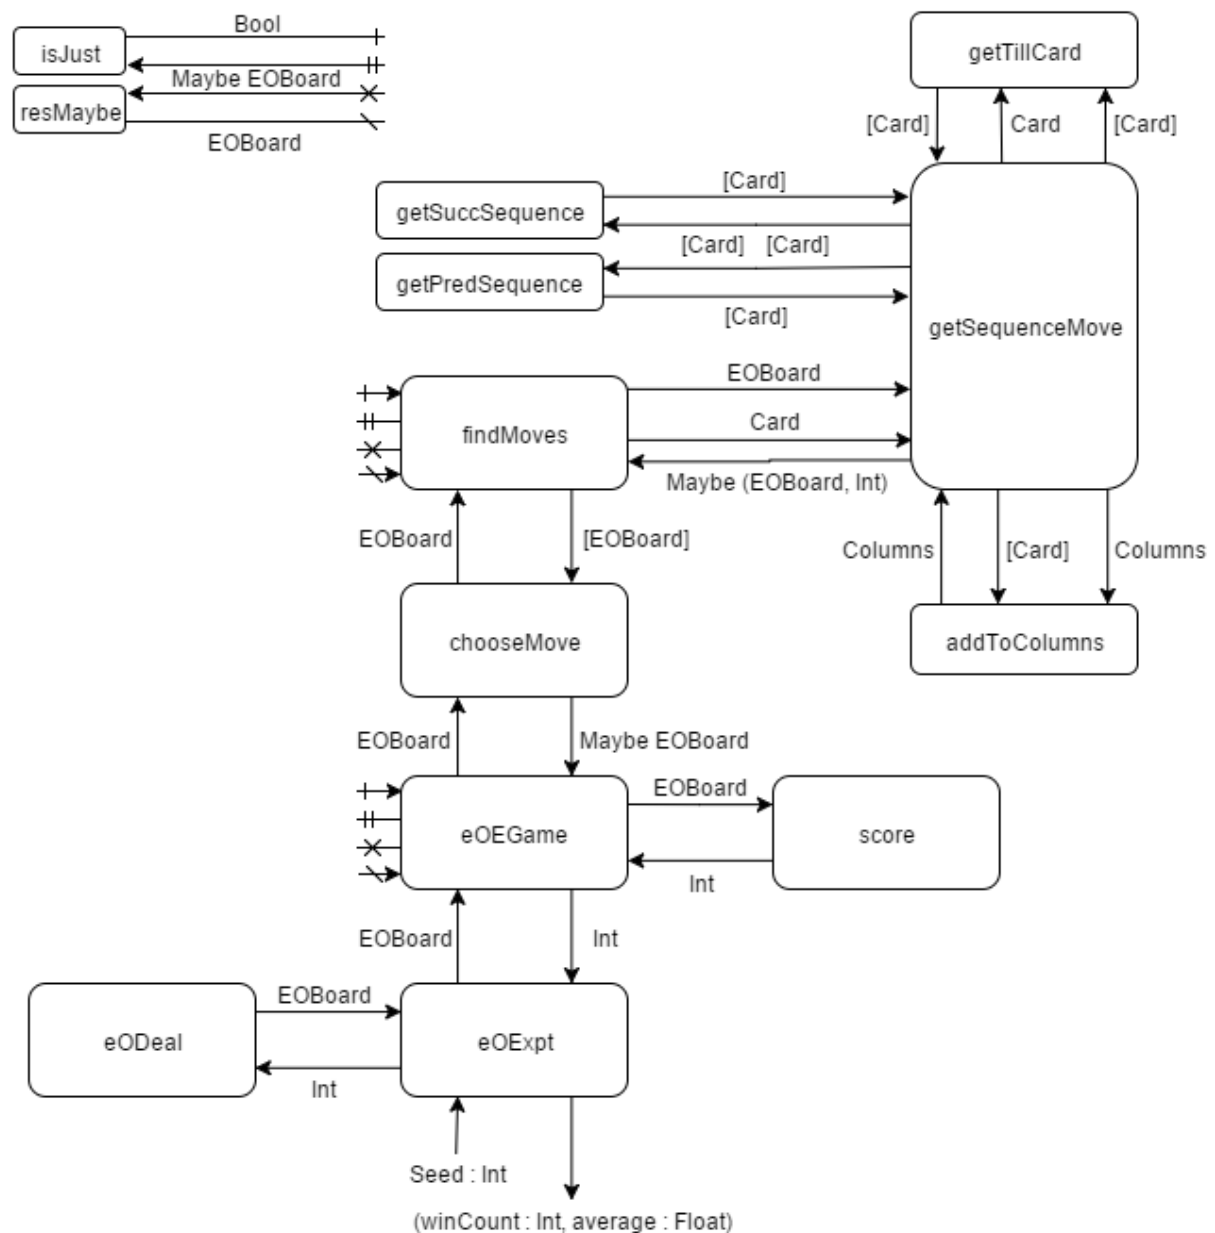 Bool
isJust
Maybe EOBoard
resMaybe
EOBoard
getTillCard
[Card]
Card
[Card]
[Card]
getSuccSequence
[Card]
[Card]
getPredSequence
[Card]
getSequenceMove
EOBoard
findMoves
Card
Maybe (EOBoard, Int)
EOBoard
[EOBoard]
Columns
[Card]
Columns
chooseMove
addToColumns
EOBoard
Maybe EOBoard
EOBoard
eOEGame
score
Int
EOBoard
Int
EOBoard
eODeal
eOExpt
Int
Seed : Int
(winCount : Int, average : Float)